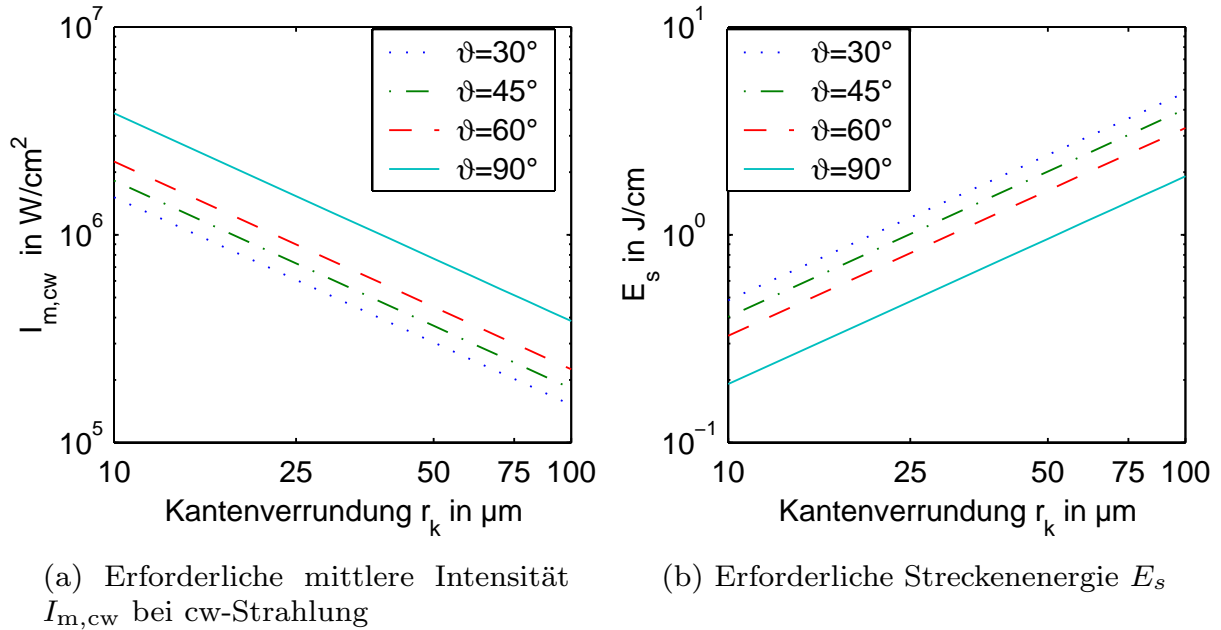 10^7
10^6
10^5
I_m,cw in W/cm²
ϑ=30°
ϑ=45°
ϑ=60°
ϑ=90°
10 25 50 75 100
Kantenverrundung r_k in µm
10^1
10^0
10^-1
E_s in J/cm
ϑ=30°
ϑ=45°
ϑ=60°
ϑ=90°
10 25 50 75 100
Kantenverrundung r_k in µm
(a) Erforderliche mittlere Intensität
I_m,cw bei cw-Strahlung
(b) Erforderliche Streckenenergie E_s